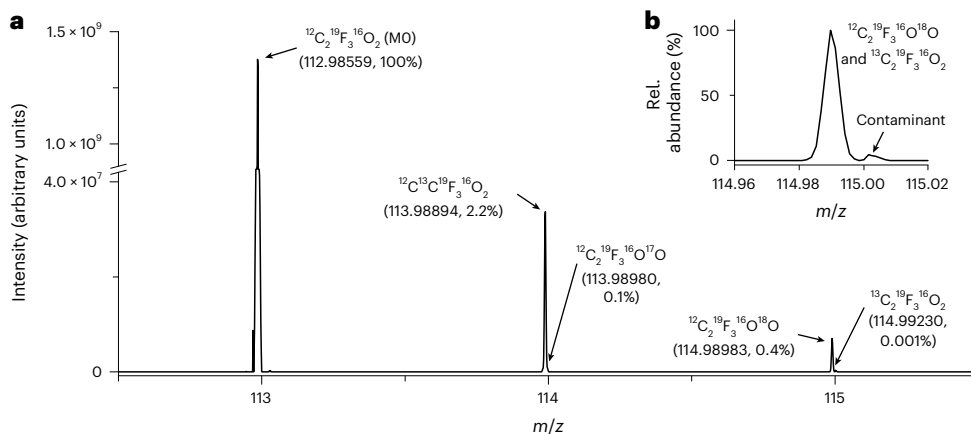 a
1.5 × 10⁹
1.0 × 10⁹
4.0 × 10⁷
0
Intensity (arbitrary units)
¹²C₂¹⁹F₃¹⁶O₂ (M0)
(112.98559, 100%)
¹²C¹³C¹⁹F₃¹⁶O₂
(113.98894, 2.2%)
¹²C₂¹⁹F₃¹⁶O¹⁷O
(113.98980,
0.1%)
¹²C₂¹⁹F₃¹⁶O¹⁸O
(114.98983, 0.4%)
¹³C₂¹⁹F₃¹⁶O₂
(114.99230,
0.001%)
113
114
115
m/z
b
Rel.
abundance (%)
100
50
0
¹²C₂¹⁹F₃¹⁶O¹⁸O
and ¹³C₂¹⁹F₃¹⁶O₂
Contaminant
114.96
114.98
115.00
115.02
m/z